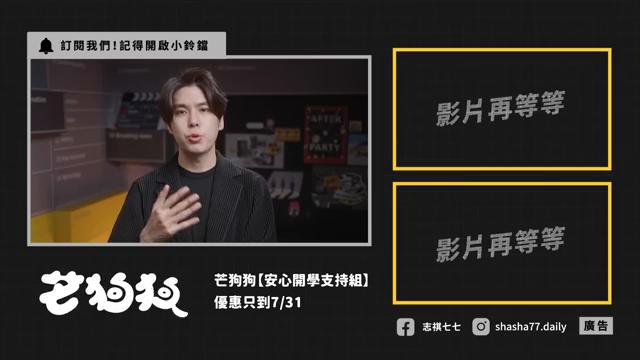 訂閱我們！記得開啟小鈴鐺
AFTER
PARTY
影片再等等
影片再等等
芒狗狗
芒狗狗【安心開學支持組】
優惠只到7/31
志祺七七
shasha77.daily
廣告